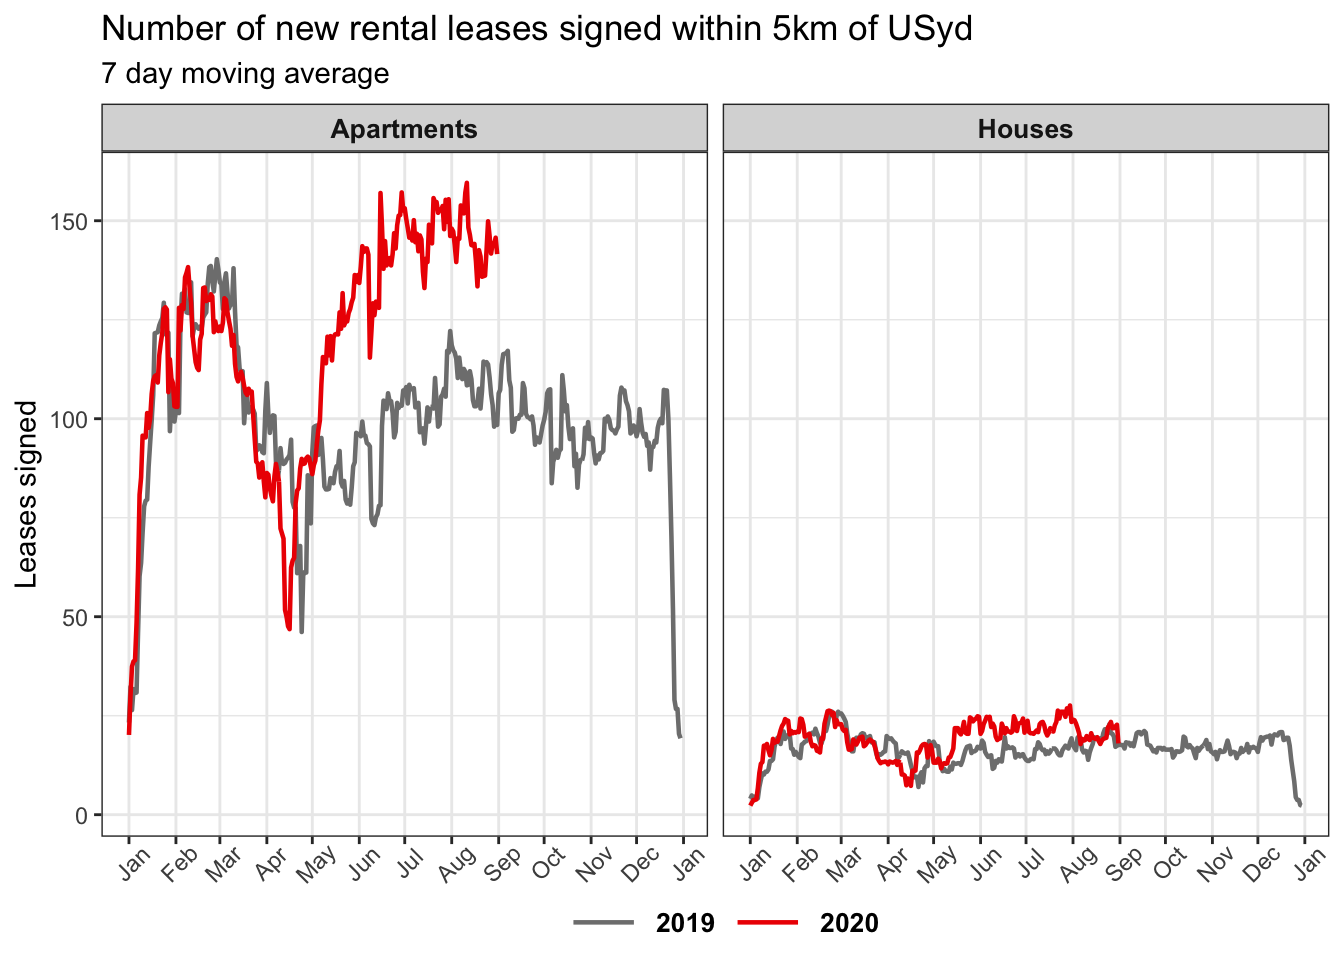 Number of new rental leases signed within 5km of USyd
7 day moving average
Apartments
Houses
Leases signed
150
100
50
0
Jan Feb Mar Apr May Jun Jul Aug Sep Oct Nov Dec Jan
Jan Feb Mar Apr May Jun Jul Aug Sep Oct Nov Dec Jan
2019 2020